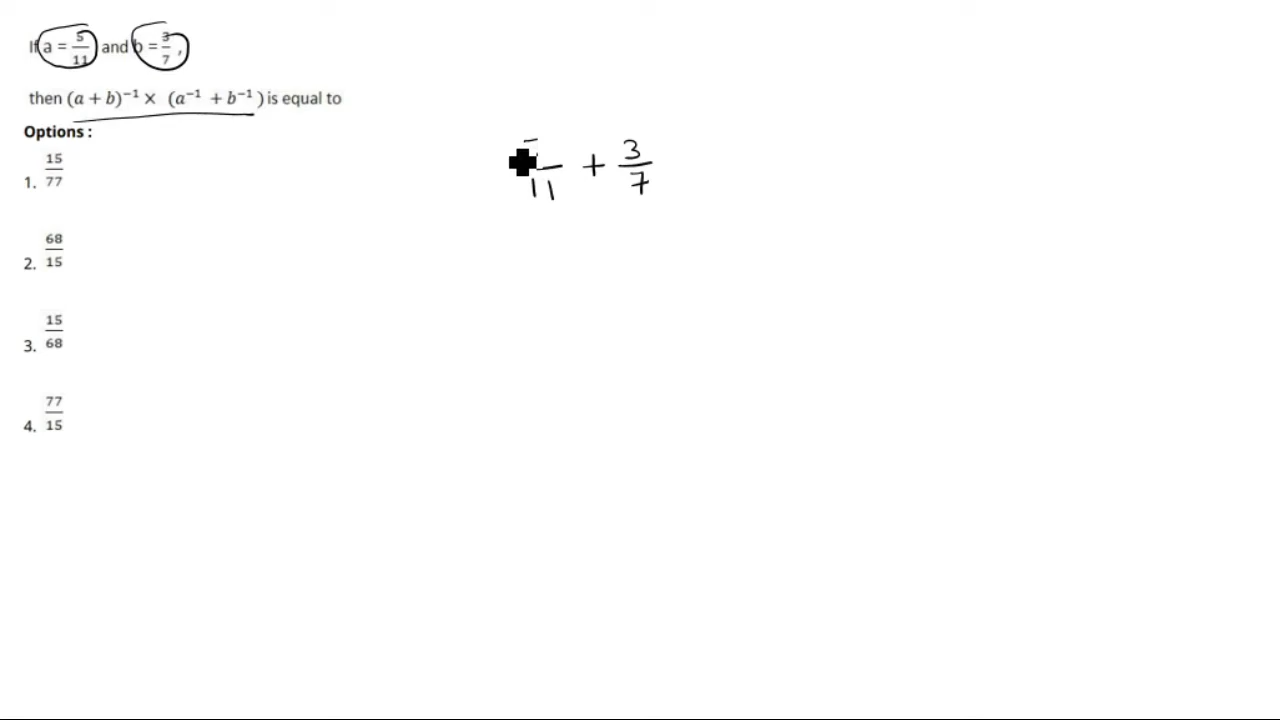 If a = 5/11 and b = 3/7,
then (a + b)⁻¹ × (a⁻¹ + b⁻¹) is equal to
Options :
1. 15/77
2. 68/15
3. 15/68
4. 77/15
/11 + 3/7